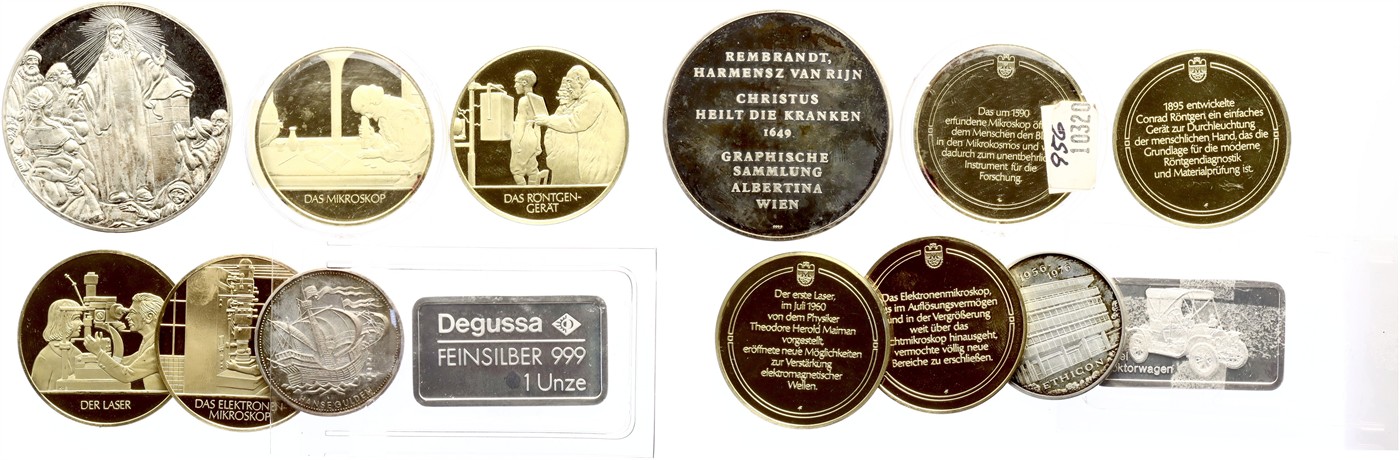 DAS MIKROSKOP
DAS RÖNTGEN-
GERÄT
REMBRANDT,
HARMENSZ VAN RIJN
CHRISTUS
HEILT DIE KRANKEN
1649
GRAPHISCHE
SAMMLUNG
ALBERTINA
WIEN
Das um 1590
erfundene Mikroskop
dem Menschen den
in den Mikrokosmos und
dadurch zum
Instrument für die
Forschung.
956
10320
1895 entwickelte
Conrad Röntgen ein einfaches
Gerät zur Durchleuchtung
der menschlichen Hand, das die
Grundlage für die moderne
Röntgendiagnostik
und Materialprüfung ist.
DER LASER
DAS ELEKTRONEN
MIKROSKOP
HANSEGULDEN
Degussa
FEINSILBER 999
1 Unze
Der erste Laser,
im Juli 1960
von dem Physiker
Theodore Herold Maiman
vorgestellt,
eröffnete neue Möglichkeiten
zur Verstärkung
elektromagnetischer
Wellen.
Das Elektronenmikroskop,
s im Auflösungsvermögen
und in der Vergrößerung
weit über das
chtmikroskop hinausgeht,
vermochte völlig neue
Bereiche zu erschließen.
1956
1976
ETHICON
el
oktorwagen